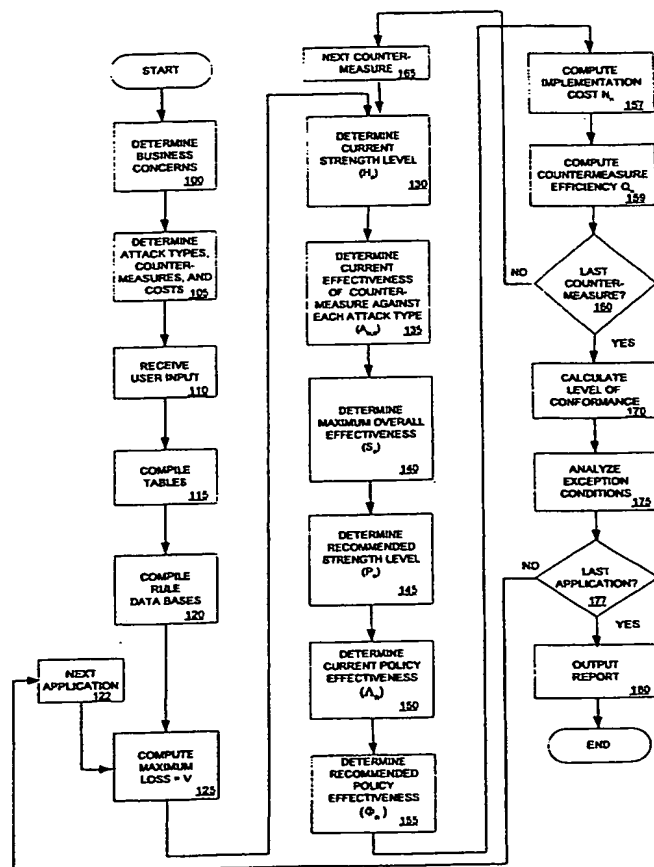 START
DETERMINE
BUSINESS
CONCERNS
100
DETERMINE
ATTACK TYPES,
COUNTER-
MEASURES, AND
COSTS
105
RECEIVE
USER INPUT
110
COMPILE
TABLES
115
COMPILE
RULE
DATA BASES
120
NEXT
APPLICATION
122
COMPUTE
MAXIMUM
LOSS = V
125
NEXT COUNTER-
MEASURE
165
DETERMINE
CURRENT
STRENGTH LEVEL
130
DETERMINE
CURRENT
EFFECTIVENESS
OF COUNTER-
MEASURE AGAINST
EACH ATTACK TYPE
135
DETERMINE
MAXIMUM OVERALL
EFFECTIVENESS
140
DETERMINE
RECOMMENDED
STRENGTH LEVEL
145
DETERMINE
CURRENT POLICY
EFFECTIVENESS
150
DETERMINE
RECOMMENDED
POLICY
EFFECTIVENESS
155
COMPUTE
IMPLEMENTATION
COST
157
COMPUTE
COUNTERMEASURE
EFFICIENCY
159
LAST
COUNTER-
MEASURE?
160
NO
YES
CALCULATE
LEVEL OF
CONFORMANCE
170
ANALYZE
EXCEPTION
CONDITIONS
175
LAST
APPLICATION?
177
NO
YES
OUTPUT
REPORT
180
END